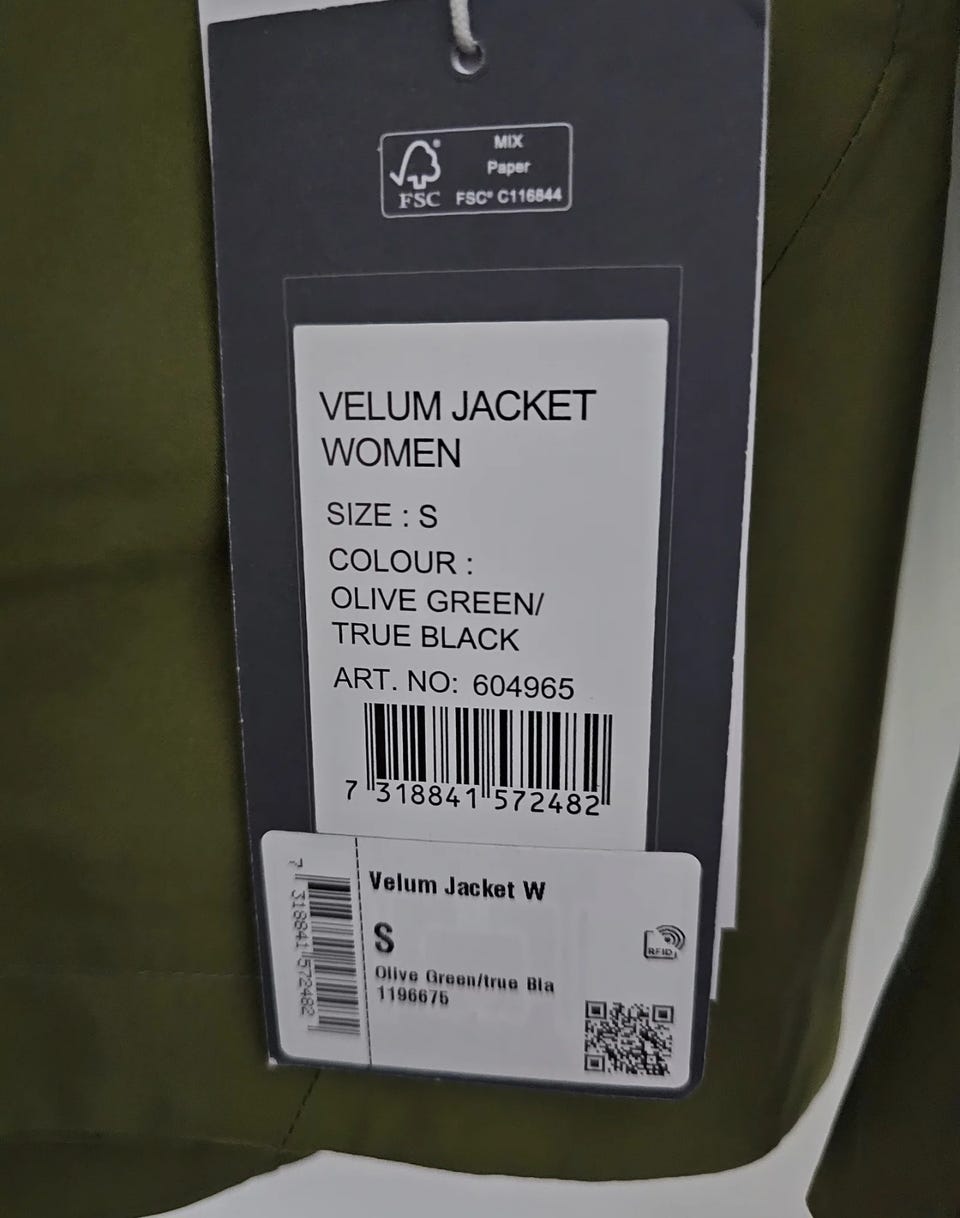 MIX
Paper
FSC® C116844
FSC
VELUM JACKET
WOMEN
SIZE : S
COLOUR :
OLIVE GREEN/
TRUE BLACK
ART. NO: 604965
7 318841 572482
Velum Jacket W
S
Olive Green/true Bla
1196675
RFID
7 318841 572482